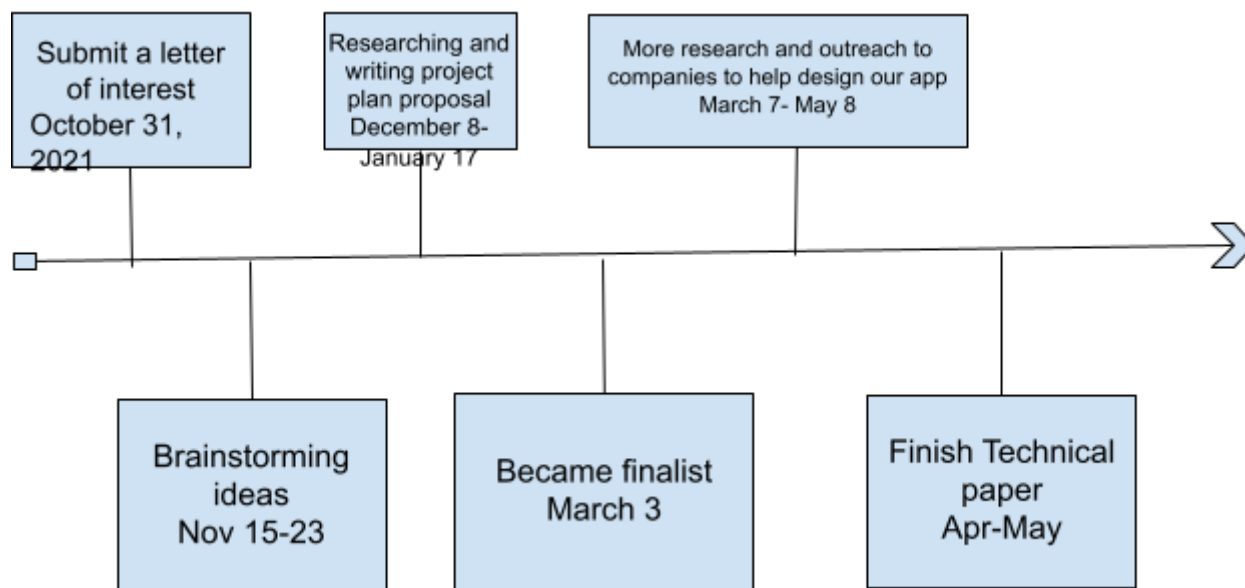 Submit a letter
of interest
October 31,
2021
Researching and
writing project
plan proposal
December 8-
January 17
More research and outreach to
companies to help design our app
March 7- May 8
Brainstorming
ideas
Nov 15-23
Became finalist
March 3
Finish Technical
paper
Apr-May